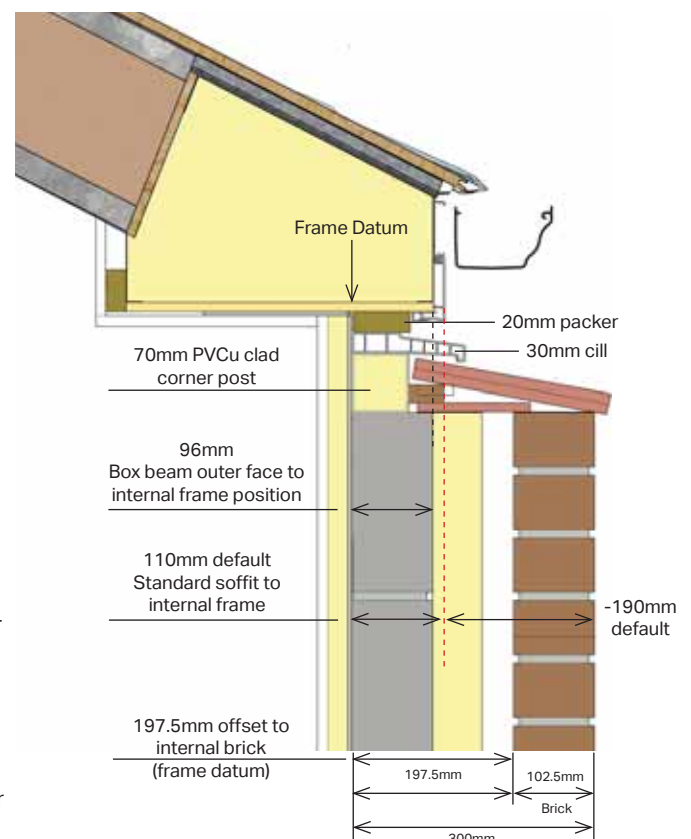 Frame Datum
20mm packer
30mm cill
70mm PVCu clad
corner post
96mm
Box beam outer face to
internal frame position
110mm default
Standard soffit to
internal frame
-190mm
default
197.5mm offset to
internal brick
(frame datum)
197.5mm
102.5mm
Brick
300mm